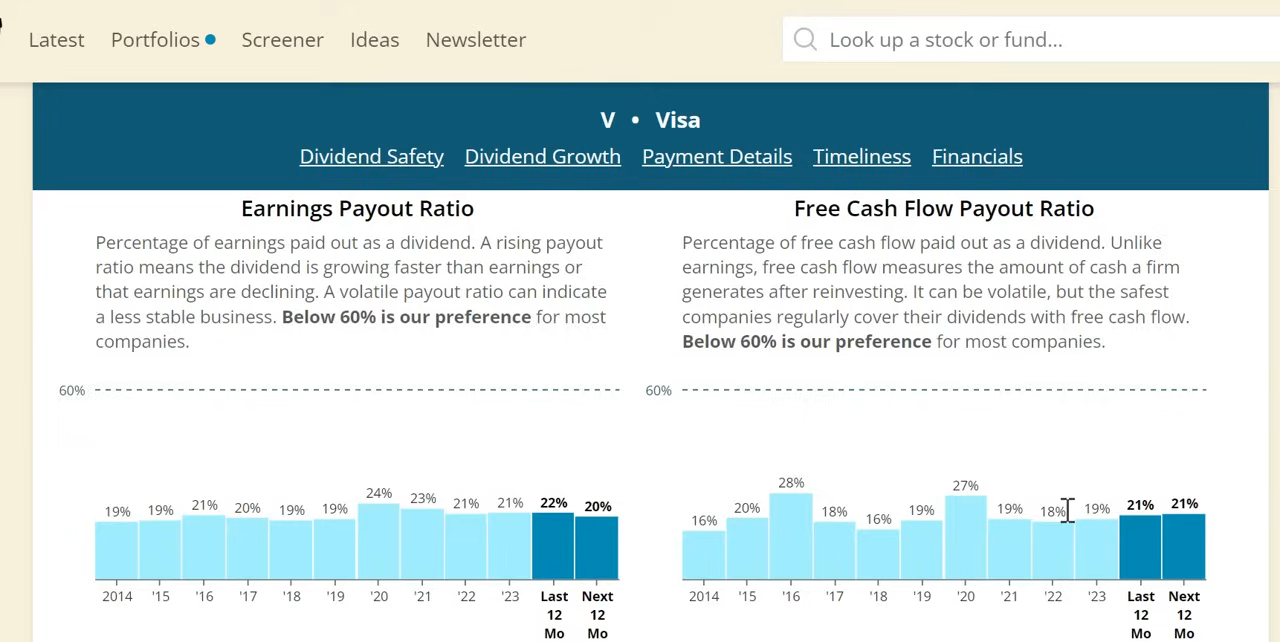 Latest Portfolios Screener Ideas Newsletter
Look up a stock or fund...
V • Visa
Dividend Safety Dividend Growth Payment Details Timeliness Financials
Earnings Payout Ratio
Percentage of earnings paid out as a dividend. A rising payout
ratio means the dividend is growing faster than earnings or
that earnings are declining. A volatile payout ratio can indicate
a less stable business. Below 60% is our preference for most
companies.
60%
19% 19% 21% 20% 19% 19% 24% 23% 21% 21% 22% 20%
2014 '15 '16 '17 '18 '19 '20 '21 '22 '23 Last Next
12 12
Mo Mo
Free Cash Flow Payout Ratio
Percentage of free cash flow paid out as a dividend. Unlike
earnings, free cash flow measures the amount of cash a firm
generates after reinvesting. It can be volatile, but the safest
companies regularly cover their dividends with free cash flow.
Below 60% is our preference for most companies.
60%
16% 20% 28% 18% 16% 19% 27% 19% 18% 19% 21% 21%
2014 '15 '16 '17 '18 '19 '20 '21 '22 '23 Last Next
12 12
Mo Mo